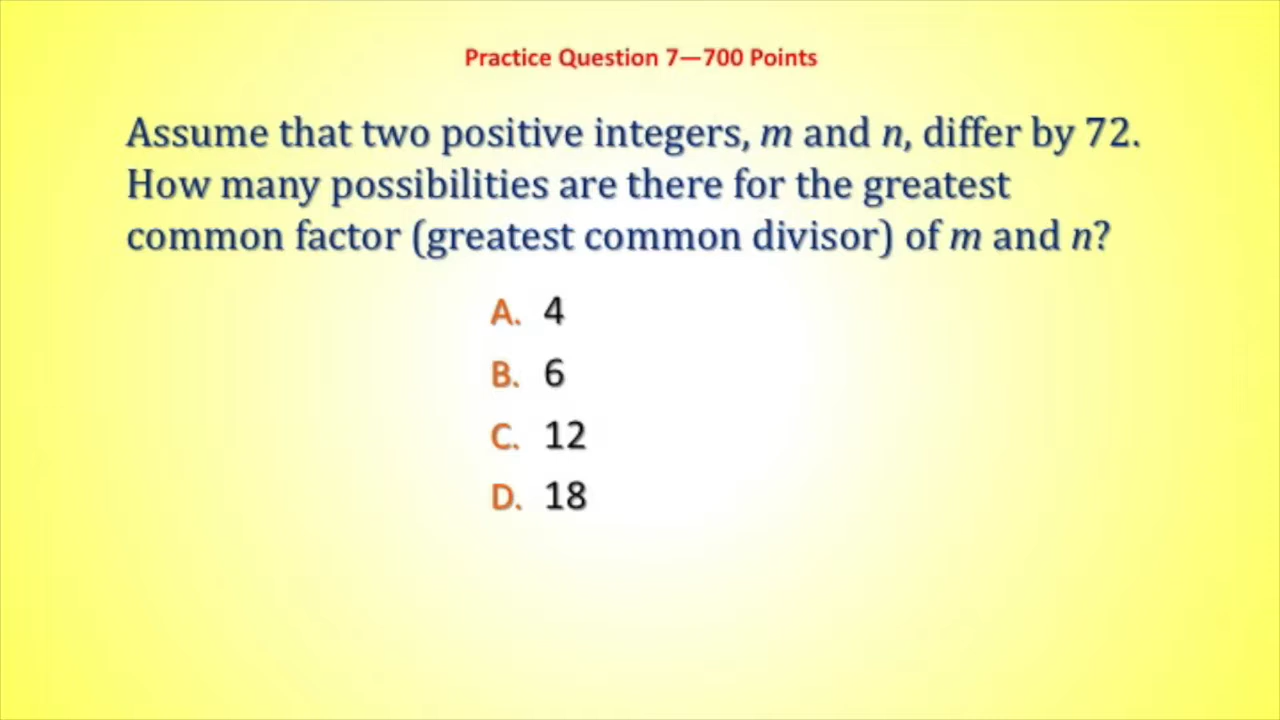 Practice Question 7—700 Points
Assume that two positive integers, m and n, differ by 72.
How many possibilities are there for the greatest
common factor (greatest common divisor) of m and n?
A. 4
B. 6
C. 12
D. 18